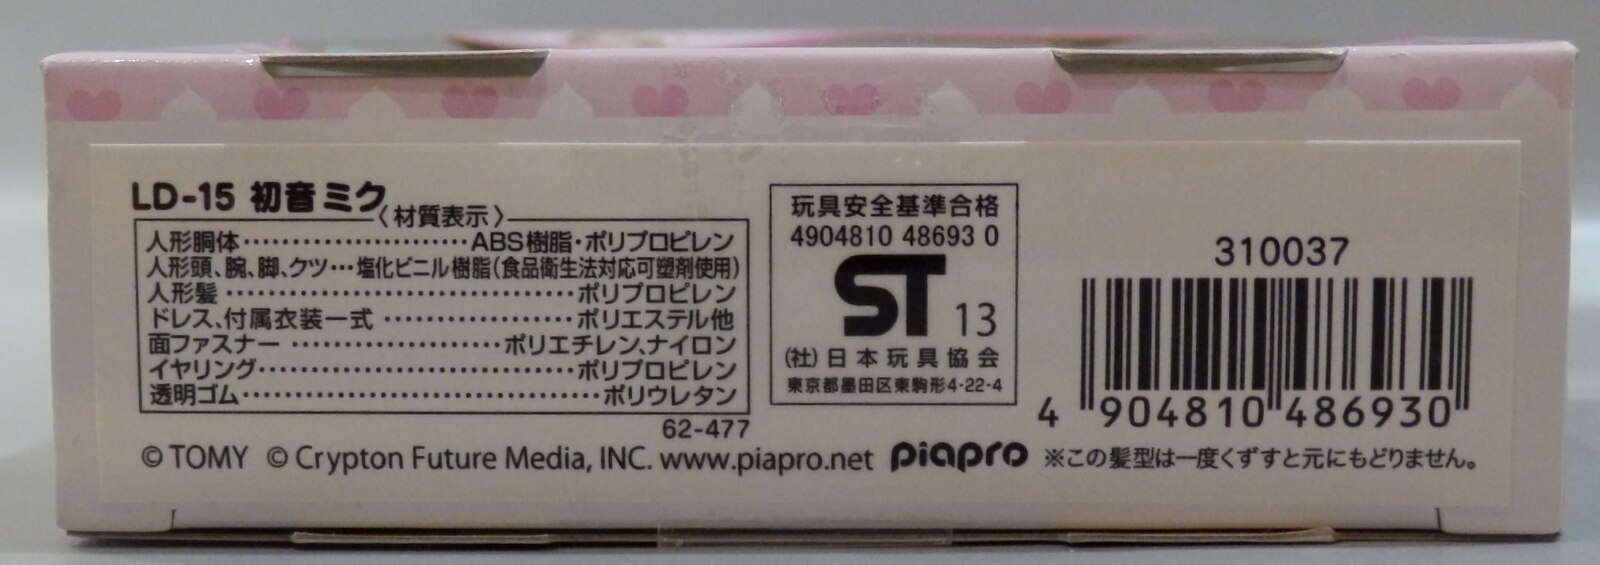 LD-15 初音ミク
〈材質表示〉
人形胴体……………………ABS樹脂・ポリプロピレン
人形頭、腕、脚、クツ…塩化ビニル樹脂(食品衛生法対応可塑剤使用)
人形髪………………………………ポリプロピレン
ドレス、付属衣装一式………………ポリエステル他
面ファスナー…………………ポリエチレン、ナイロン
イヤリング…………………………ポリプロピレン
透明ゴム………………………………ポリウレタン
62-477
玩具安全基準合格
4904810 48693 0
ST 13
(社)日本玩具協会
東京都墨田区東駒形4-22-4
310037
4 904810 486930
© TOMY © Crypton Future Media, INC. www.piapro.net piapro ※この髪型は一度くずすと元にもどりません。